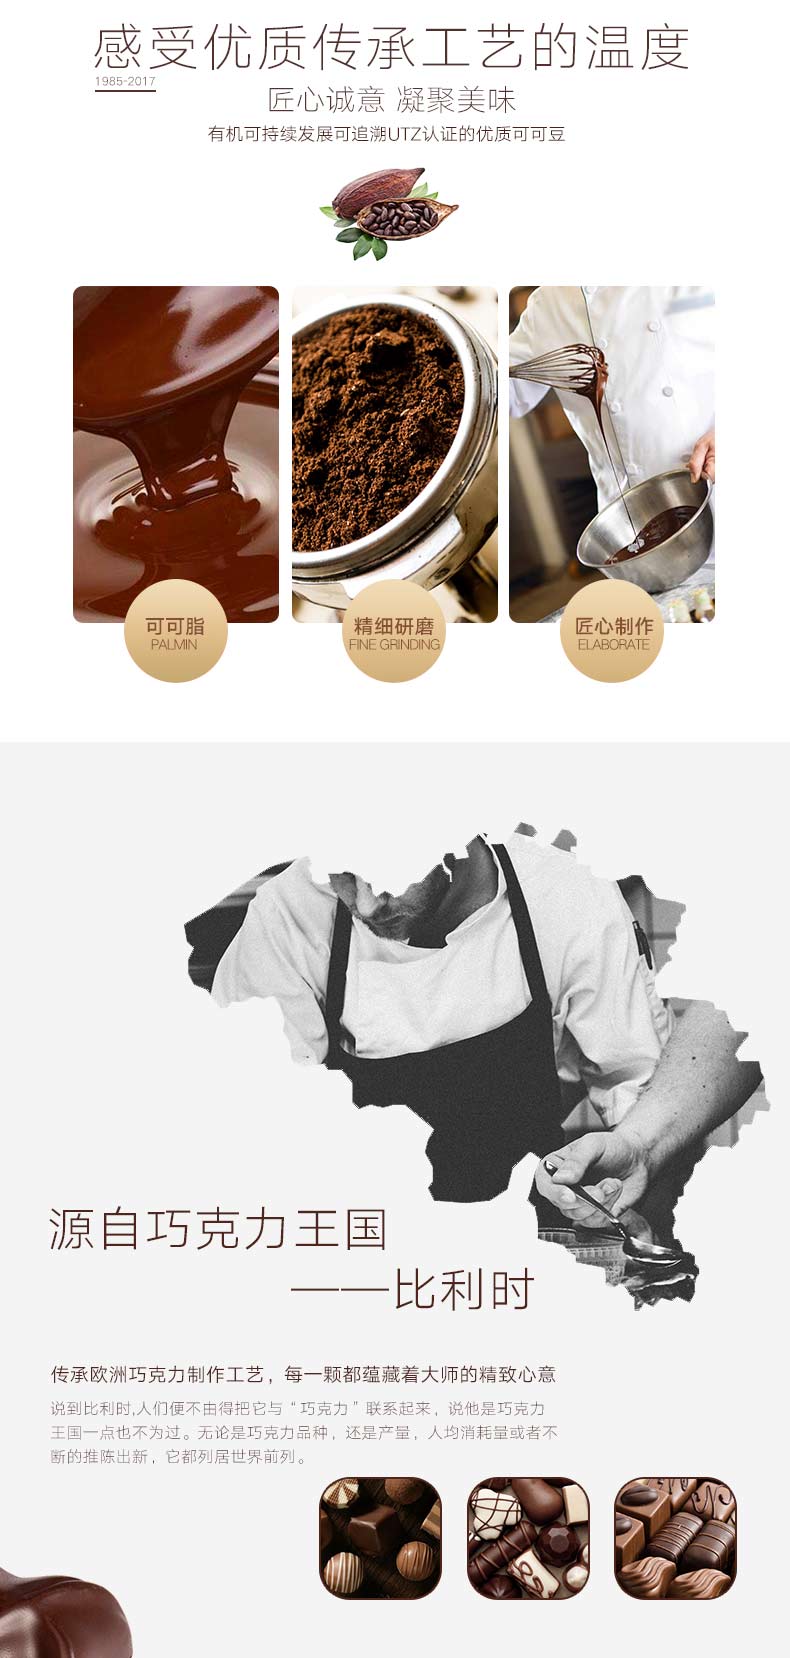 感受优质传承工艺的温度
1985-2017
匠心诚意 凝聚美味
有机可持续发展可追溯UTZ认证的优质可可豆
可可脂
PALMIN
精细研磨
FINE GRINDING
匠心制作
ELABORATE
源自巧克力王国
——比利时
传承欧洲巧克力制作工艺，每一颗都蕴藏着大师的精致心意
说到比利时,人们便不由得把它与“巧克力”联系起来，说他是巧克力
王国一点也不为过。无论是巧克力品种，还是产量，人均消耗量或者不
断的推陈出新，它都列居世界前列。